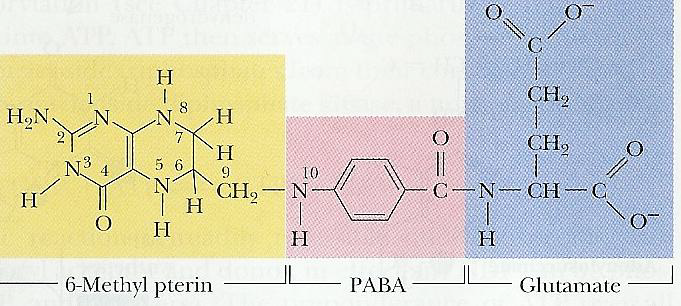 O O⁻
C
H
CH₂
H₂N 1 N N 8 H
2 7
O
CH₂
O
N 3 4 5 6 H 9 10
H N CH₂ N C N CH C
O H H H H O⁻
6-Methyl pterin PABA Glutamate